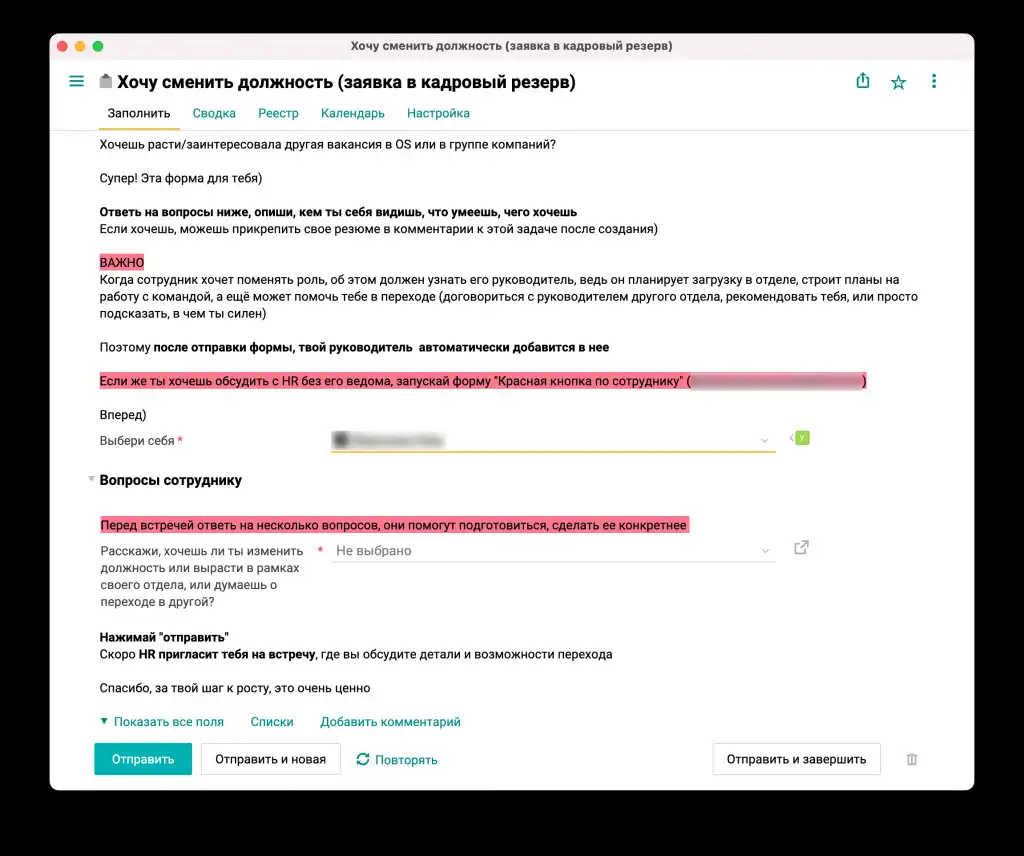 Хочу сменить должность (заявка в кадровый резерв)
Хочу сменить должность (заявка в кадровый резерв)
Заполнить Сводка Реестр Календарь Настройка
Хочешь расти/заинтересовала другая вакансия в OS или в группе компаний?
Супер! Эта форма для тебя)
Ответь на вопросы ниже, опиши, кем ты себя видишь, что умеешь, чего хочешь
Если хочешь, можешь прикрепить свое резюме в комментарии к этой задаче после создания)
ВАЖНО
Когда сотрудник хочет поменять роль, об этом должен узнать его руководитель, ведь он планирует загрузку в отделе, строит планы на
работу с командой, а ещё может помочь тебе в переходе (договориться с руководителем другого отдела, рекомендовать тебя, или просто
подсказать, в чем ты силен)
Поэтому после отправки формы, твой руководитель автоматически добавится в нее
Если же ты хочешь обсудить с HR без его ведома, запускай форму "Красная кнопка по сотруднику" ( )
Вперед)
Выбери себя *
У
Вопросы сотруднику
Перед встречей ответь на несколько вопросов, они помогут подготовиться, сделать ее конкретнее
Расскажи, хочешь ли ты изменить * Не выбрано
должность или вырасти в рамках
своего отдела, или думаешь о
переходе в другой?
Нажимай "отправить"
Скоро HR пригласит тебя на встречу, где вы обсудите детали и возможности перехода
Спасибо, за твой шаг к росту, это очень ценно
Показать все поля Списки Добавить комментарий
Отправить Отправить и новая Повторять Отправить и завершить